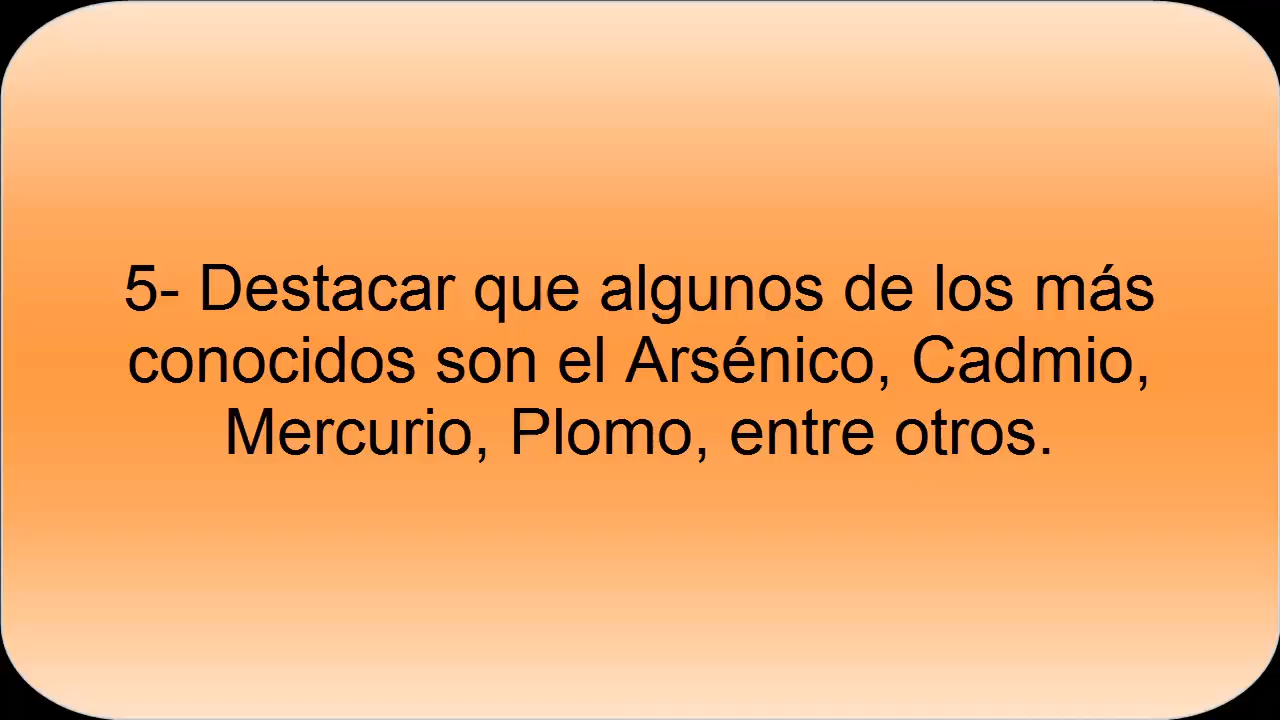 5- Destacar que algunos de los más
conocidos son el Arsénico, Cadmio,
Mercurio, Plomo, entre otros.